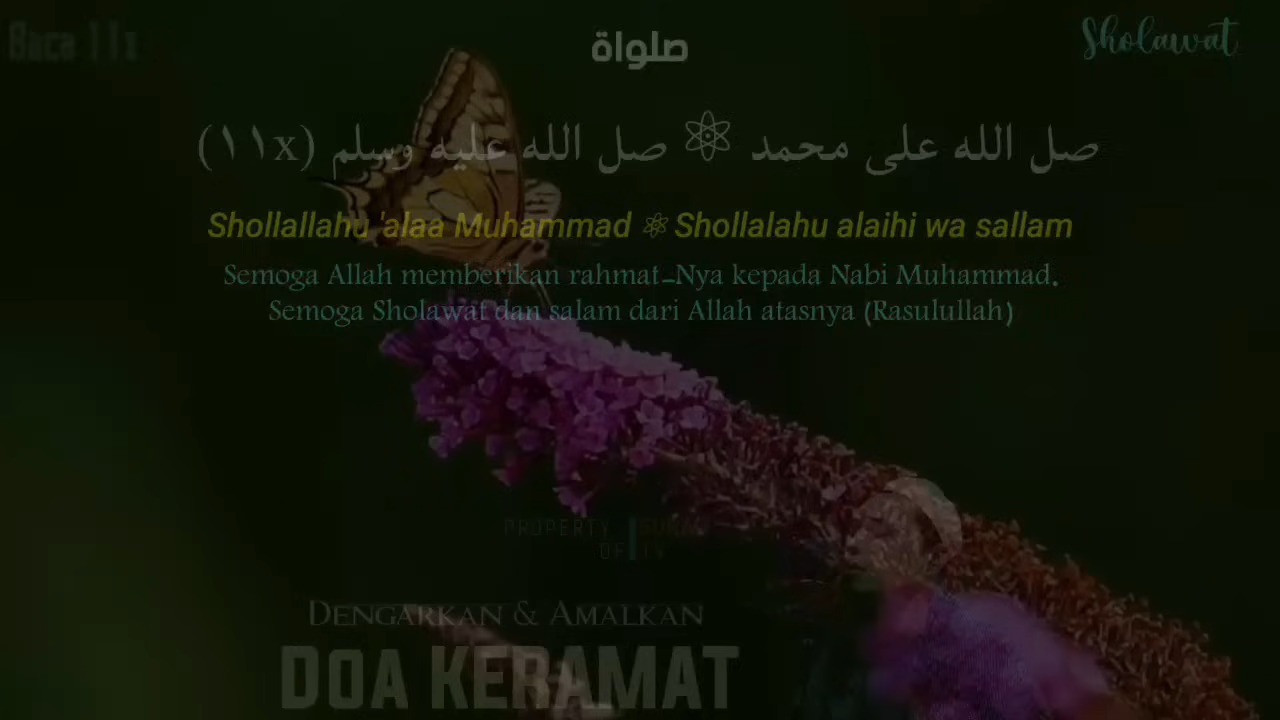 Baca 11x
صلواة
Sholawat
صل الله على محمد ⚛ صل الله عليه وسلم (١١x)
Shollallahu 'alaa Muhammad ⚛ Shollalahu alaihi wa sallam
Semoga Allah memberikan rahmat-Nya kepada Nabi Muhammad.
Semoga Sholawat dan salam dari Allah atasnya (Rasulullah)
PROPERTY
OF TV
DENGARKAN & AMALKAN
DOA KERAMAT